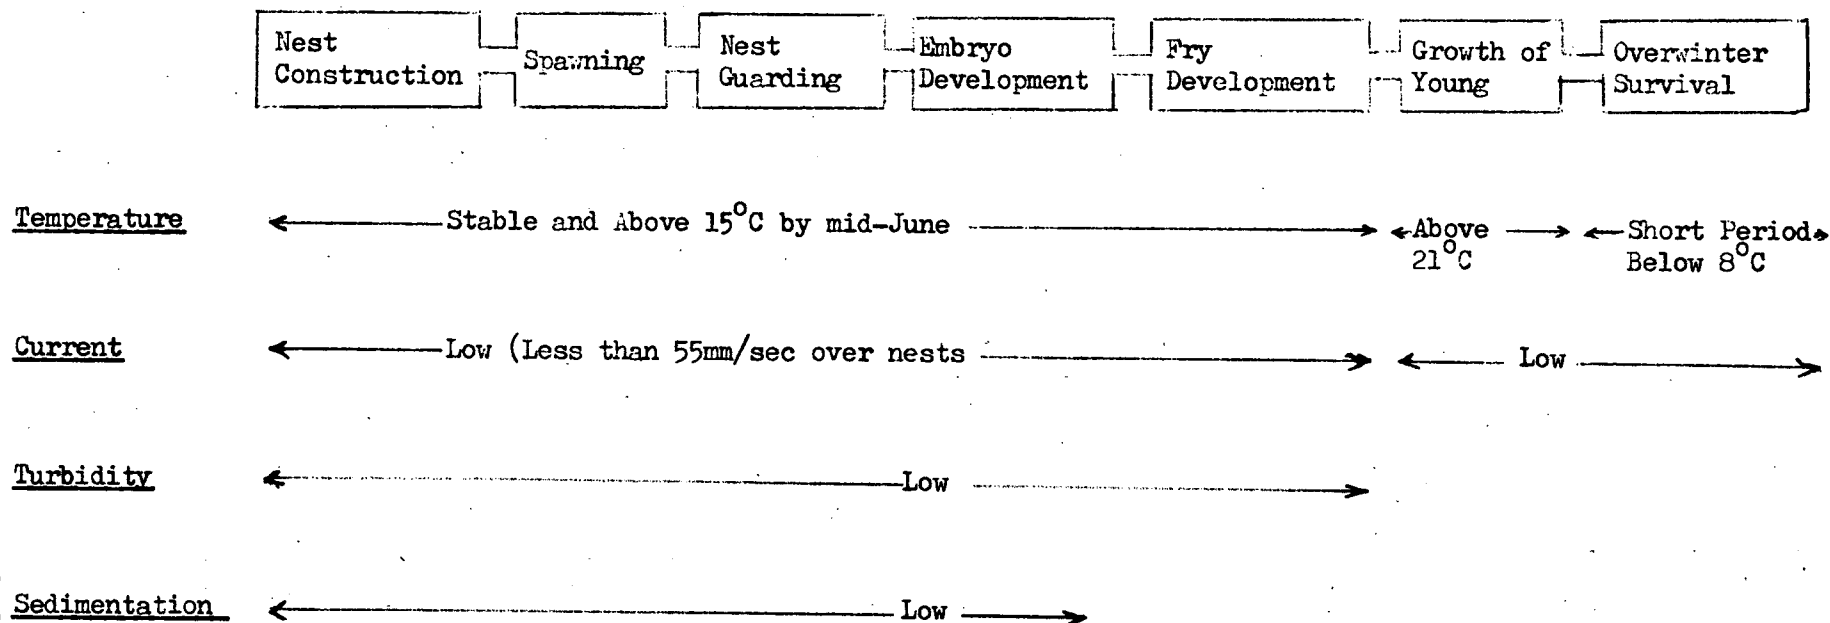 Nest Construction
Spawning
Nest Guarding
Embryo Development
Fry Development
Growth of Young
Overwinter Survival
Temperature
Stable and Above 15°C by mid-June
Above 21°C
Short Period Below 8°C
Current
Low (Less than 55mm/sec over nests
Low
Turbidity
Low
Sedimentation
Low